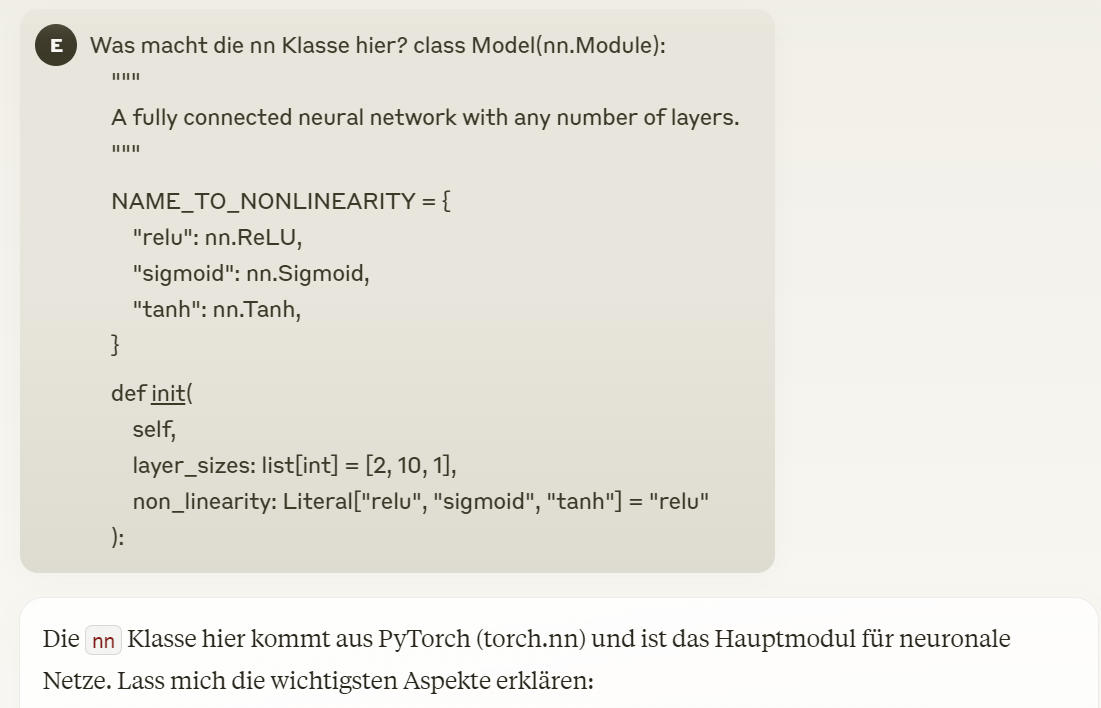 E
Was macht die nn Klasse hier? class Model(nn.Module):
"""
A fully connected neural network with any number of layers.
"""
NAME_TO_NONLINEARITY = {
"relu": nn.ReLU,
"sigmoid": nn.Sigmoid,
"tanh": nn.Tanh,
}
def init(
self,
layer_sizes: list[int] = [2, 10, 1],
non_linearity: Literal["relu", "sigmoid", "tanh"] = "relu"
):
Die nn Klasse hier kommt aus PyTorch (torch.nn) und ist das Hauptmodul für neuronale
Netze. Lass mich die wichtigsten Aspekte erklären: